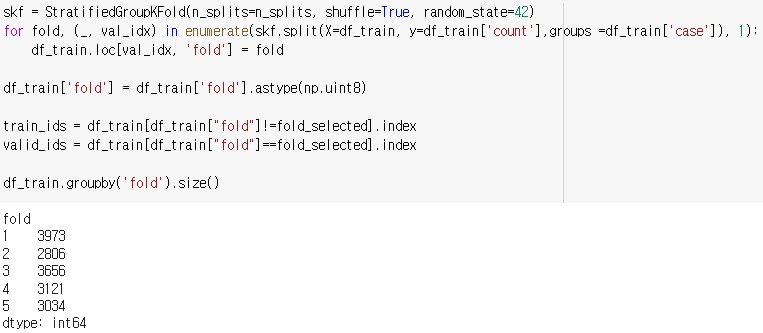 skf = StratifiedGroupKFold(n_splits=n_splits, shuffle=True, random_state=42)
for fold, (_, val_idx) in enumerate(skf.split(X=df_train, y=df_train['count'],groups =df_train['case']), 1):
    df_train.loc[val_idx, 'fold'] = fold

df_train['fold'] = df_train['fold'].astype(np.uint8)

train_ids = df_train[df_train["fold"]!=fold_selected].index
valid_ids = df_train[df_train["fold"]==fold_selected].index

df_train.groupby('fold').size()

fold
1    3973
2    2806
3    3656
4    3121
5    3034
dtype: int64